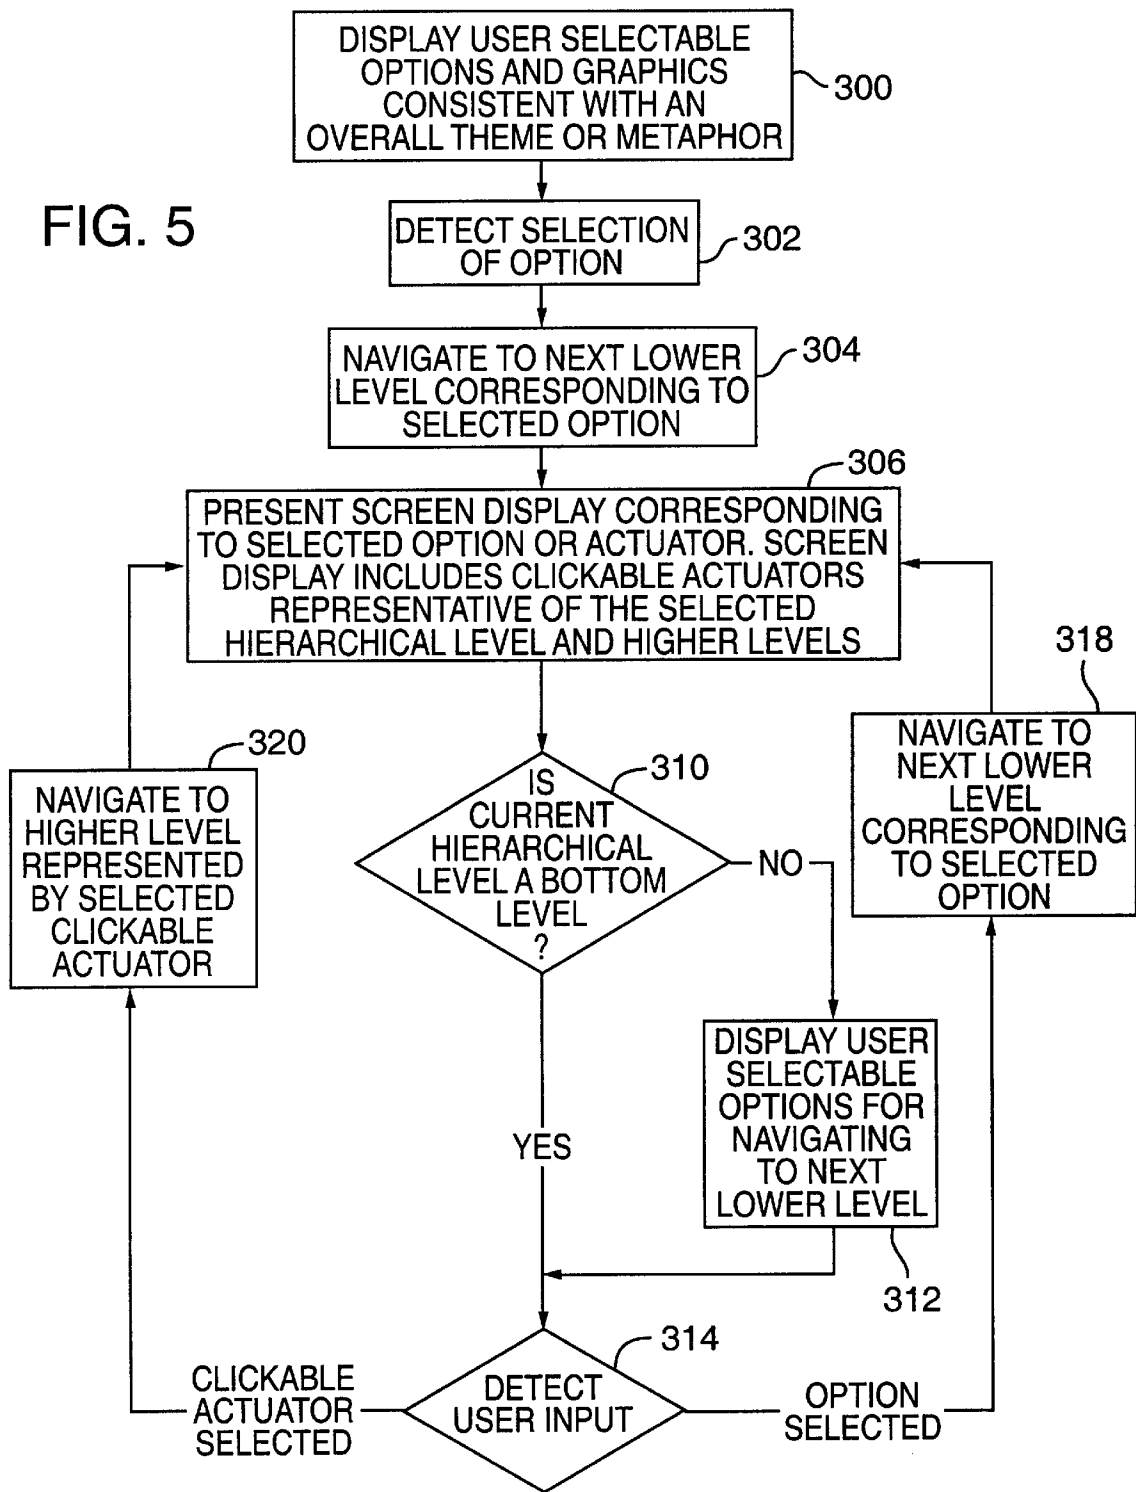 DISPLAY USER SELECTABLE
OPTIONS AND GRAPHICS
CONSISTENT WITH AN
OVERALL THEME OR METAPHOR
300
FIG. 5
DETECT SELECTION
OF OPTION
302
NAVIGATE TO NEXT LOWER
LEVEL CORRESPONDING TO
SELECTED OPTION
304
306
PRESENT SCREEN DISPLAY CORRESPONDING
TO SELECTED OPTION OR ACTUATOR. SCREEN
DISPLAY INCLUDES CLICKABLE ACTUATORS
REPRESENTATIVE OF THE SELECTED
HIERARCHICAL LEVEL AND HIGHER LEVELS
318
NAVIGATE TO
NEXT LOWER
LEVEL
CORRESPONDING
TO SELECTED
OPTION
320
NAVIGATE TO
HIGHER LEVEL
REPRESENTED
BY SELECTED
CLICKABLE
ACTUATOR
310
IS
CURRENT
HIERARCHICAL
LEVEL A BOTTOM
LEVEL
?
NO
DISPLAY USER
SELECTABLE
OPTIONS FOR
NAVIGATING
TO NEXT
LOWER LEVEL
YES
312
314
DETECT
USER INPUT
CLICKABLE
ACTUATOR
SELECTED
OPTION
SELECTED